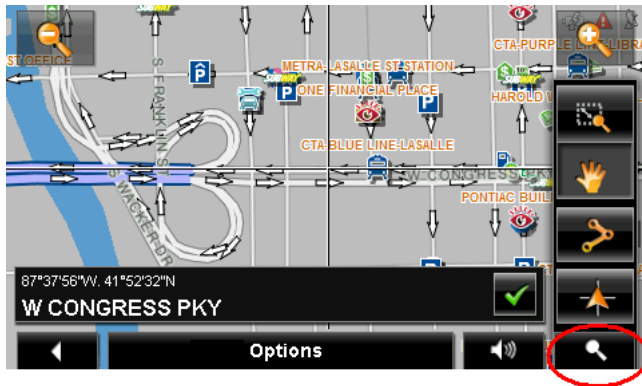 CTA-PURPLE LINE-LIBRA
ST OFFICE
METRA-LASALLE ST STATION
ONE FINANCIAL PLACE
HAROLD W
S FRANKLIN ST
CTA-BLUE LINE-LASALLE
W CONGRESS PKY
PONTIAC BUIL
S WACKER DR
87°37'56"W. 41°52'32"N
W CONGRESS PKY
Options